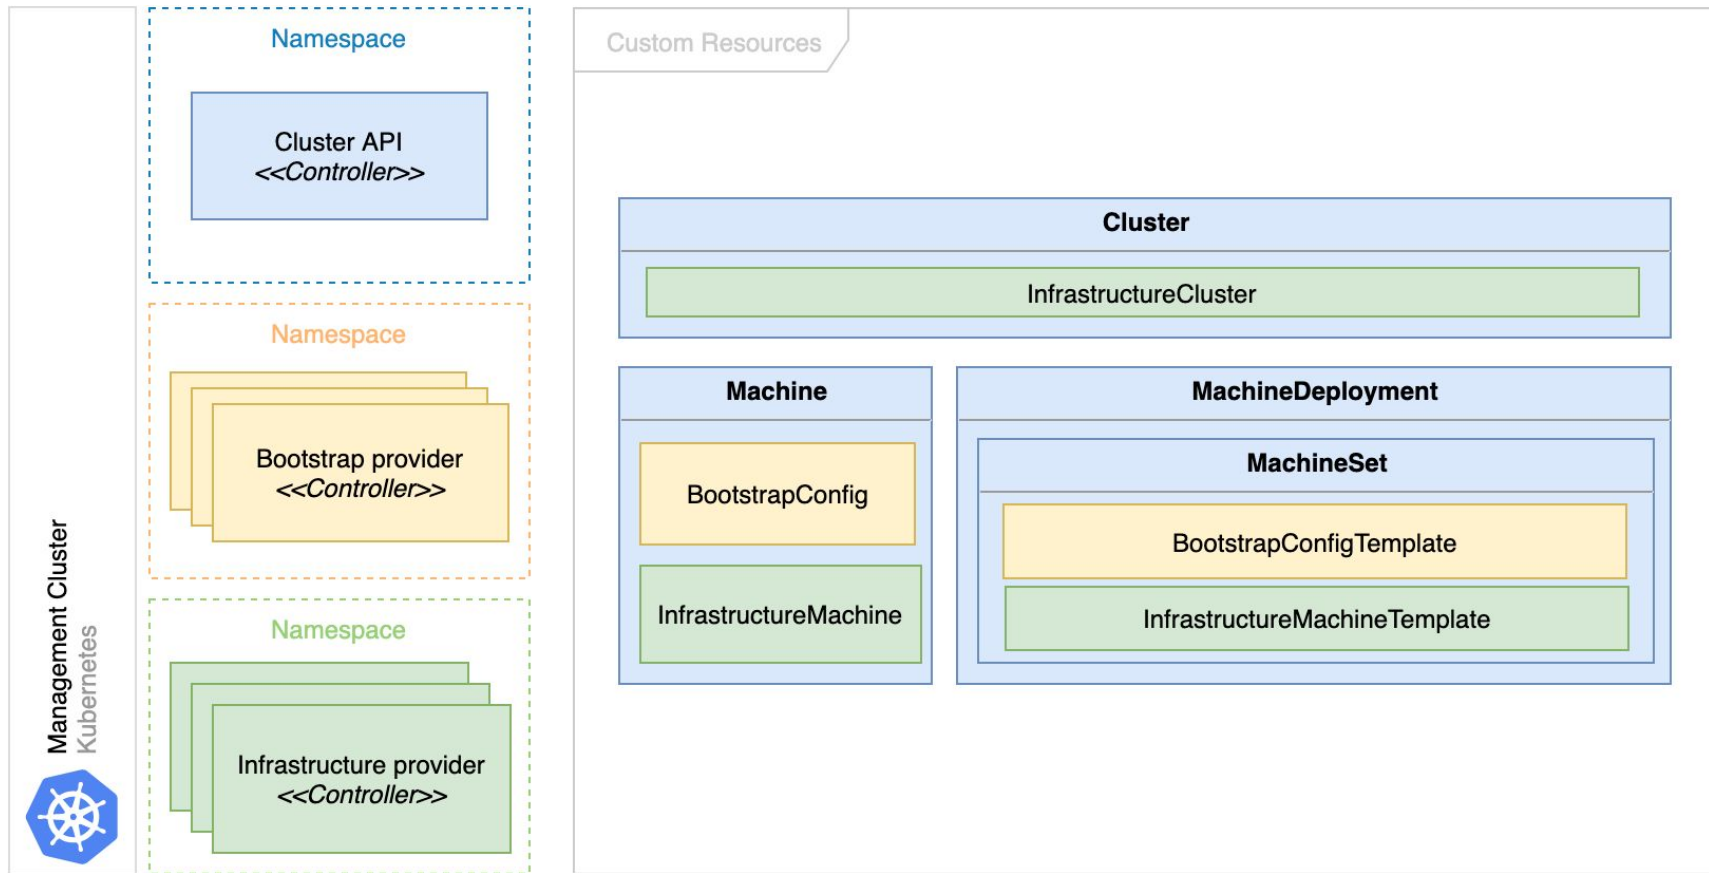 Management Cluster
Kubernetes
Namespace
Cluster API
<<Controller>>
Namespace
Bootstrap provider
<<Controller>>
Namespace
Infrastructure provider
<<Controller>>
Custom Resources
Cluster
InfrastructureCluster
Machine
BootstrapConfig
InfrastructureMachine
MachineDeployment
MachineSet
BootstrapConfigTemplate
InfrastructureMachineTemplate